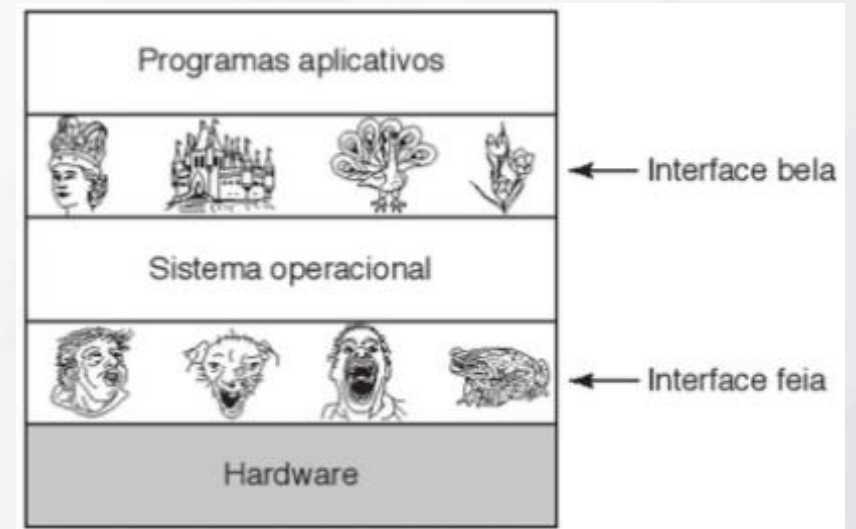 Programas aplicativos
Interface bela
Sistema operacional
Interface feia
Hardware